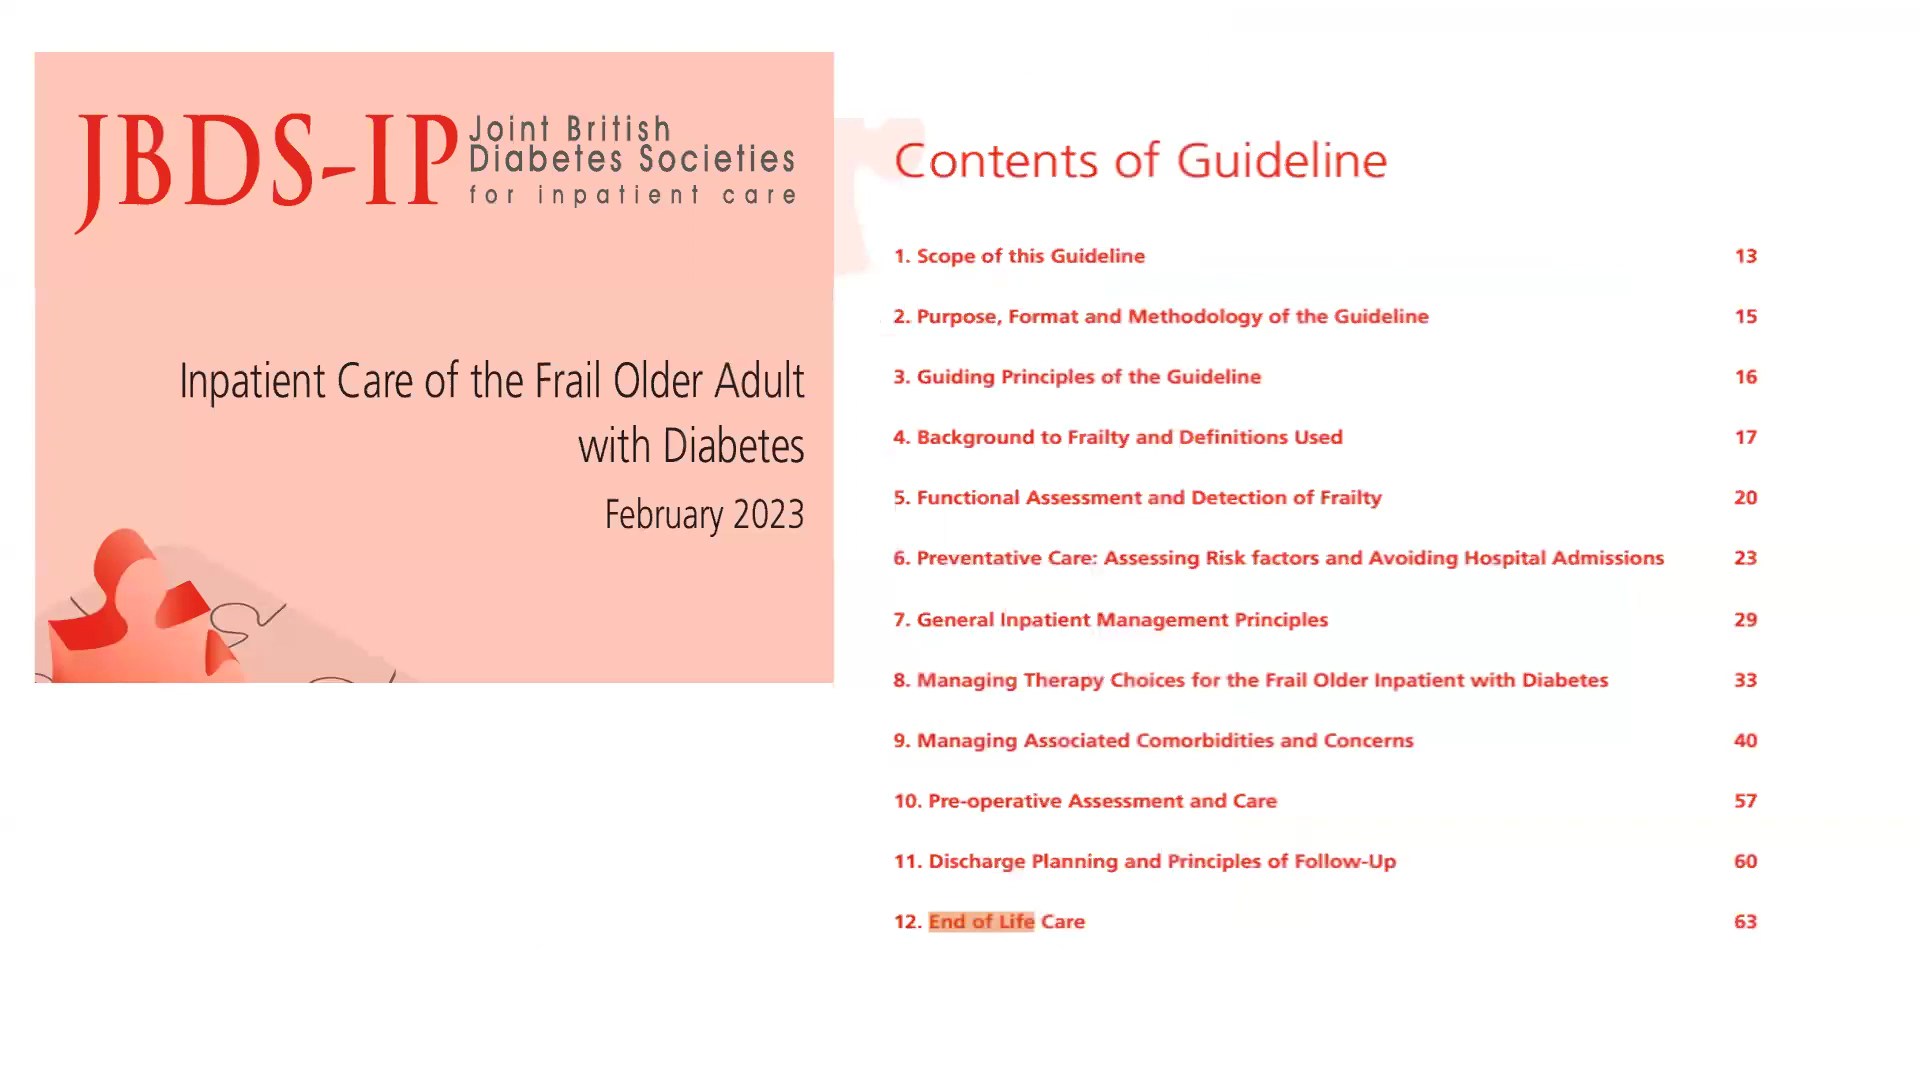 JBDS-IP
Joint British
Diabetes Societies
for inpatient care
Inpatient Care of the Frail Older Adult
with Diabetes
February 2023
Contents of Guideline
1. Scope of this Guideline 13
2. Purpose, Format and Methodology of the Guideline 15
3. Guiding Principles of the Guideline 16
4. Background to Frailty and Definitions Used 17
5. Functional Assessment and Detection of Frailty 20
6. Preventative Care: Assessing Risk factors and Avoiding Hospital Admissions 23
7. General Inpatient Management Principles 29
8. Managing Therapy Choices for the Frail Older Inpatient with Diabetes 33
9. Managing Associated Comorbidities and Concerns 40
10. Pre-operative Assessment and Care 57
11. Discharge Planning and Principles of Follow-Up 60
12. End of Life Care 63